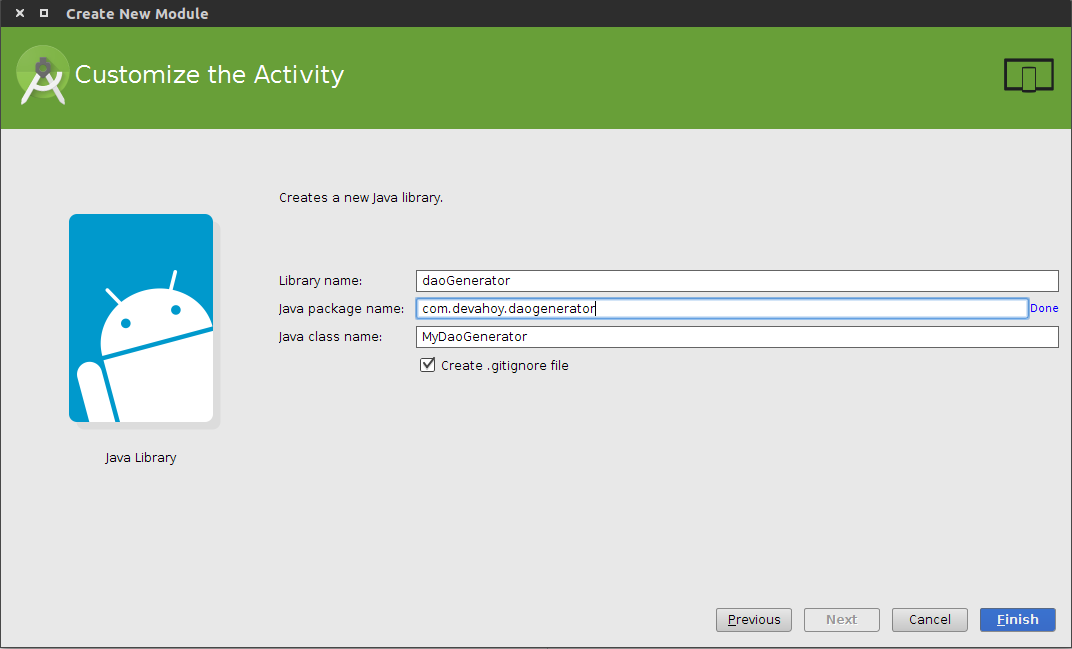 Create New Module
Customize the Activity
Creates a new Java library.
Library name: daoGenerator
Java package name: com.devahoy.daogenerator Done
Java class name: MyDaoGenerator
Create .gitignore file
Java Library
Previous Next Cancel Finish